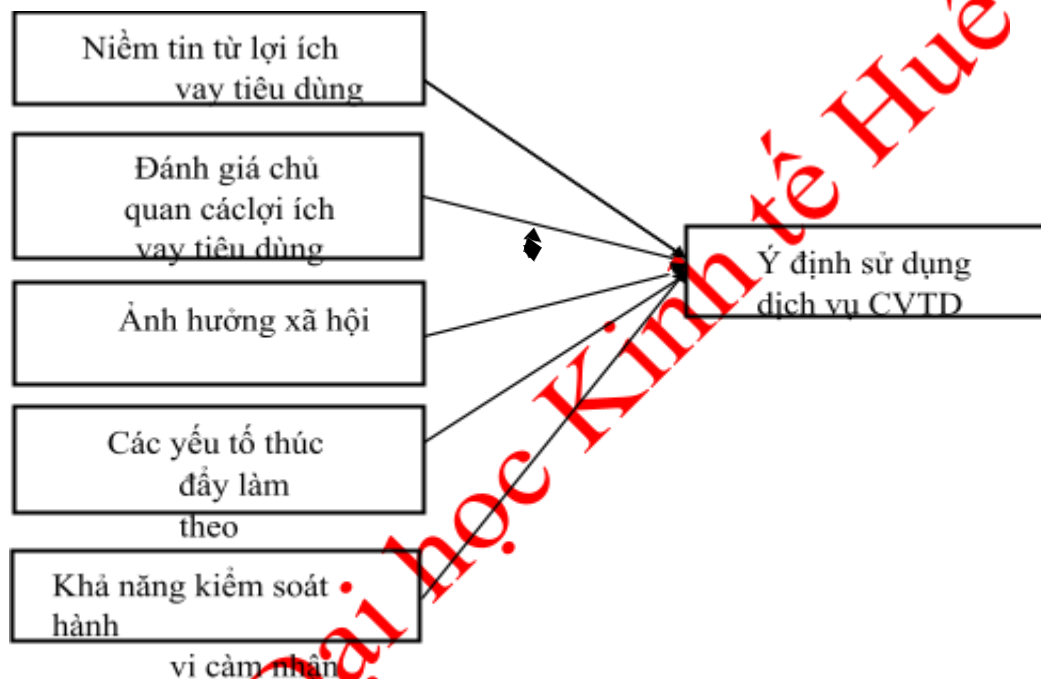 Niềm tin từ lợi ích
vay tiêu dùng
Đánh giá chủ
quan cáclợi ích
vay tiêu dùng
Ảnh hưởng xã hội
Các yếu tố thúc
đẩy làm
theo
Khả năng kiểm soát
hành
vi cảm nhận
Ý định sử dụng
dịch vụ CVTD
Đại học Kinh tế Huế